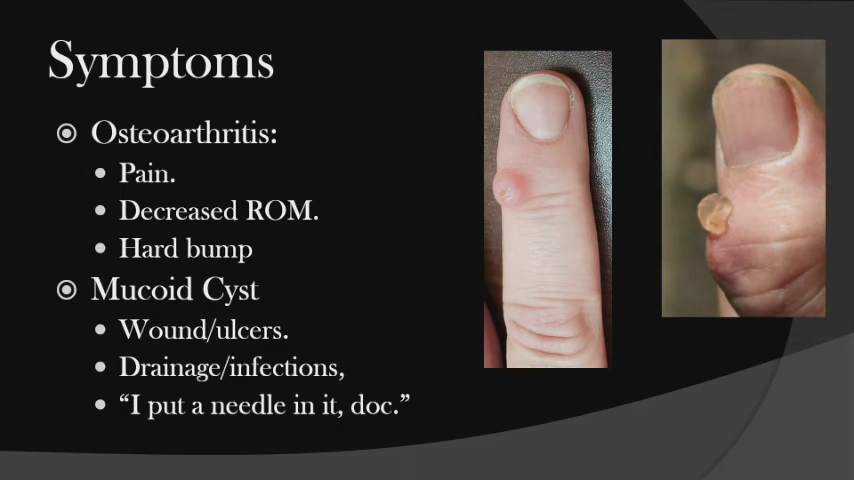 Symptoms
Osteoarthritis:
Pain.
Decreased ROM.
Hard bump
Mucoid Cyst
Wound/ulcers.
Drainage/infections,
“I put a needle in it, doc.”